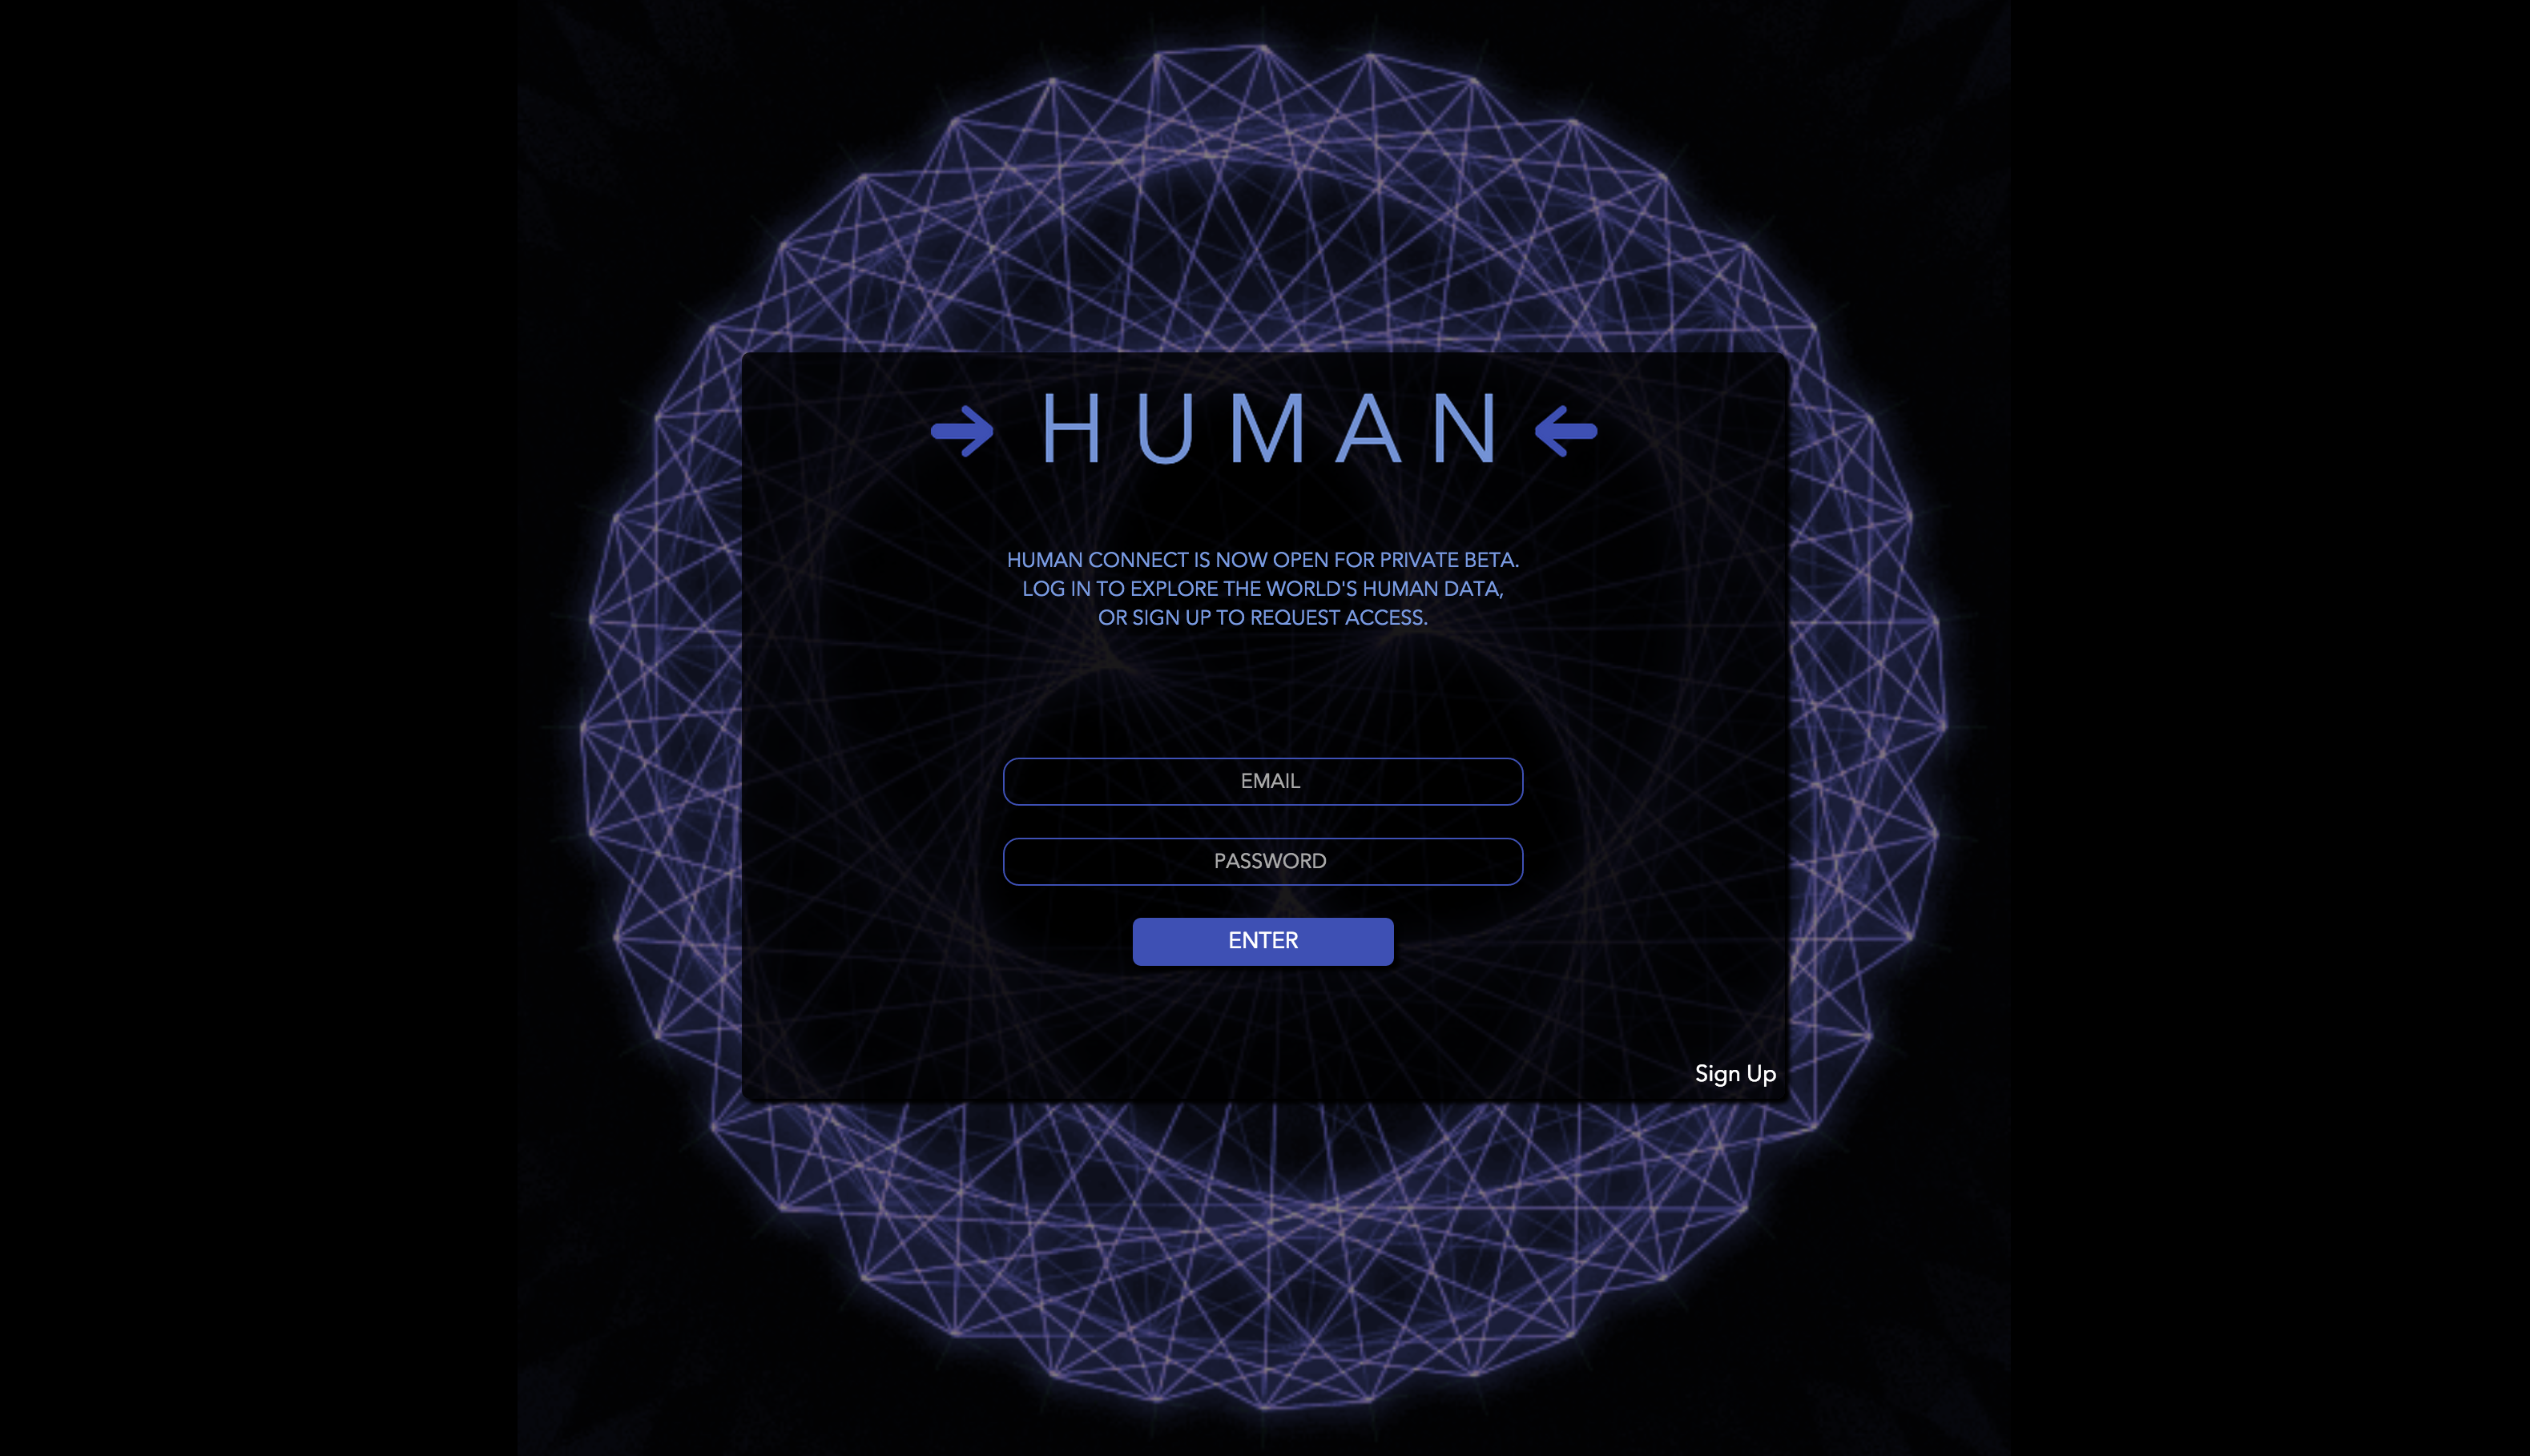 HUMAN
HUMAN CONNECT IS NOW OPEN FOR PRIVATE BETA.
LOG IN TO EXPLORE THE WORLD'S HUMAN DATA,
OR SIGN UP TO REQUEST ACCESS.
EMAIL
PASSWORD
ENTER
Sign Up